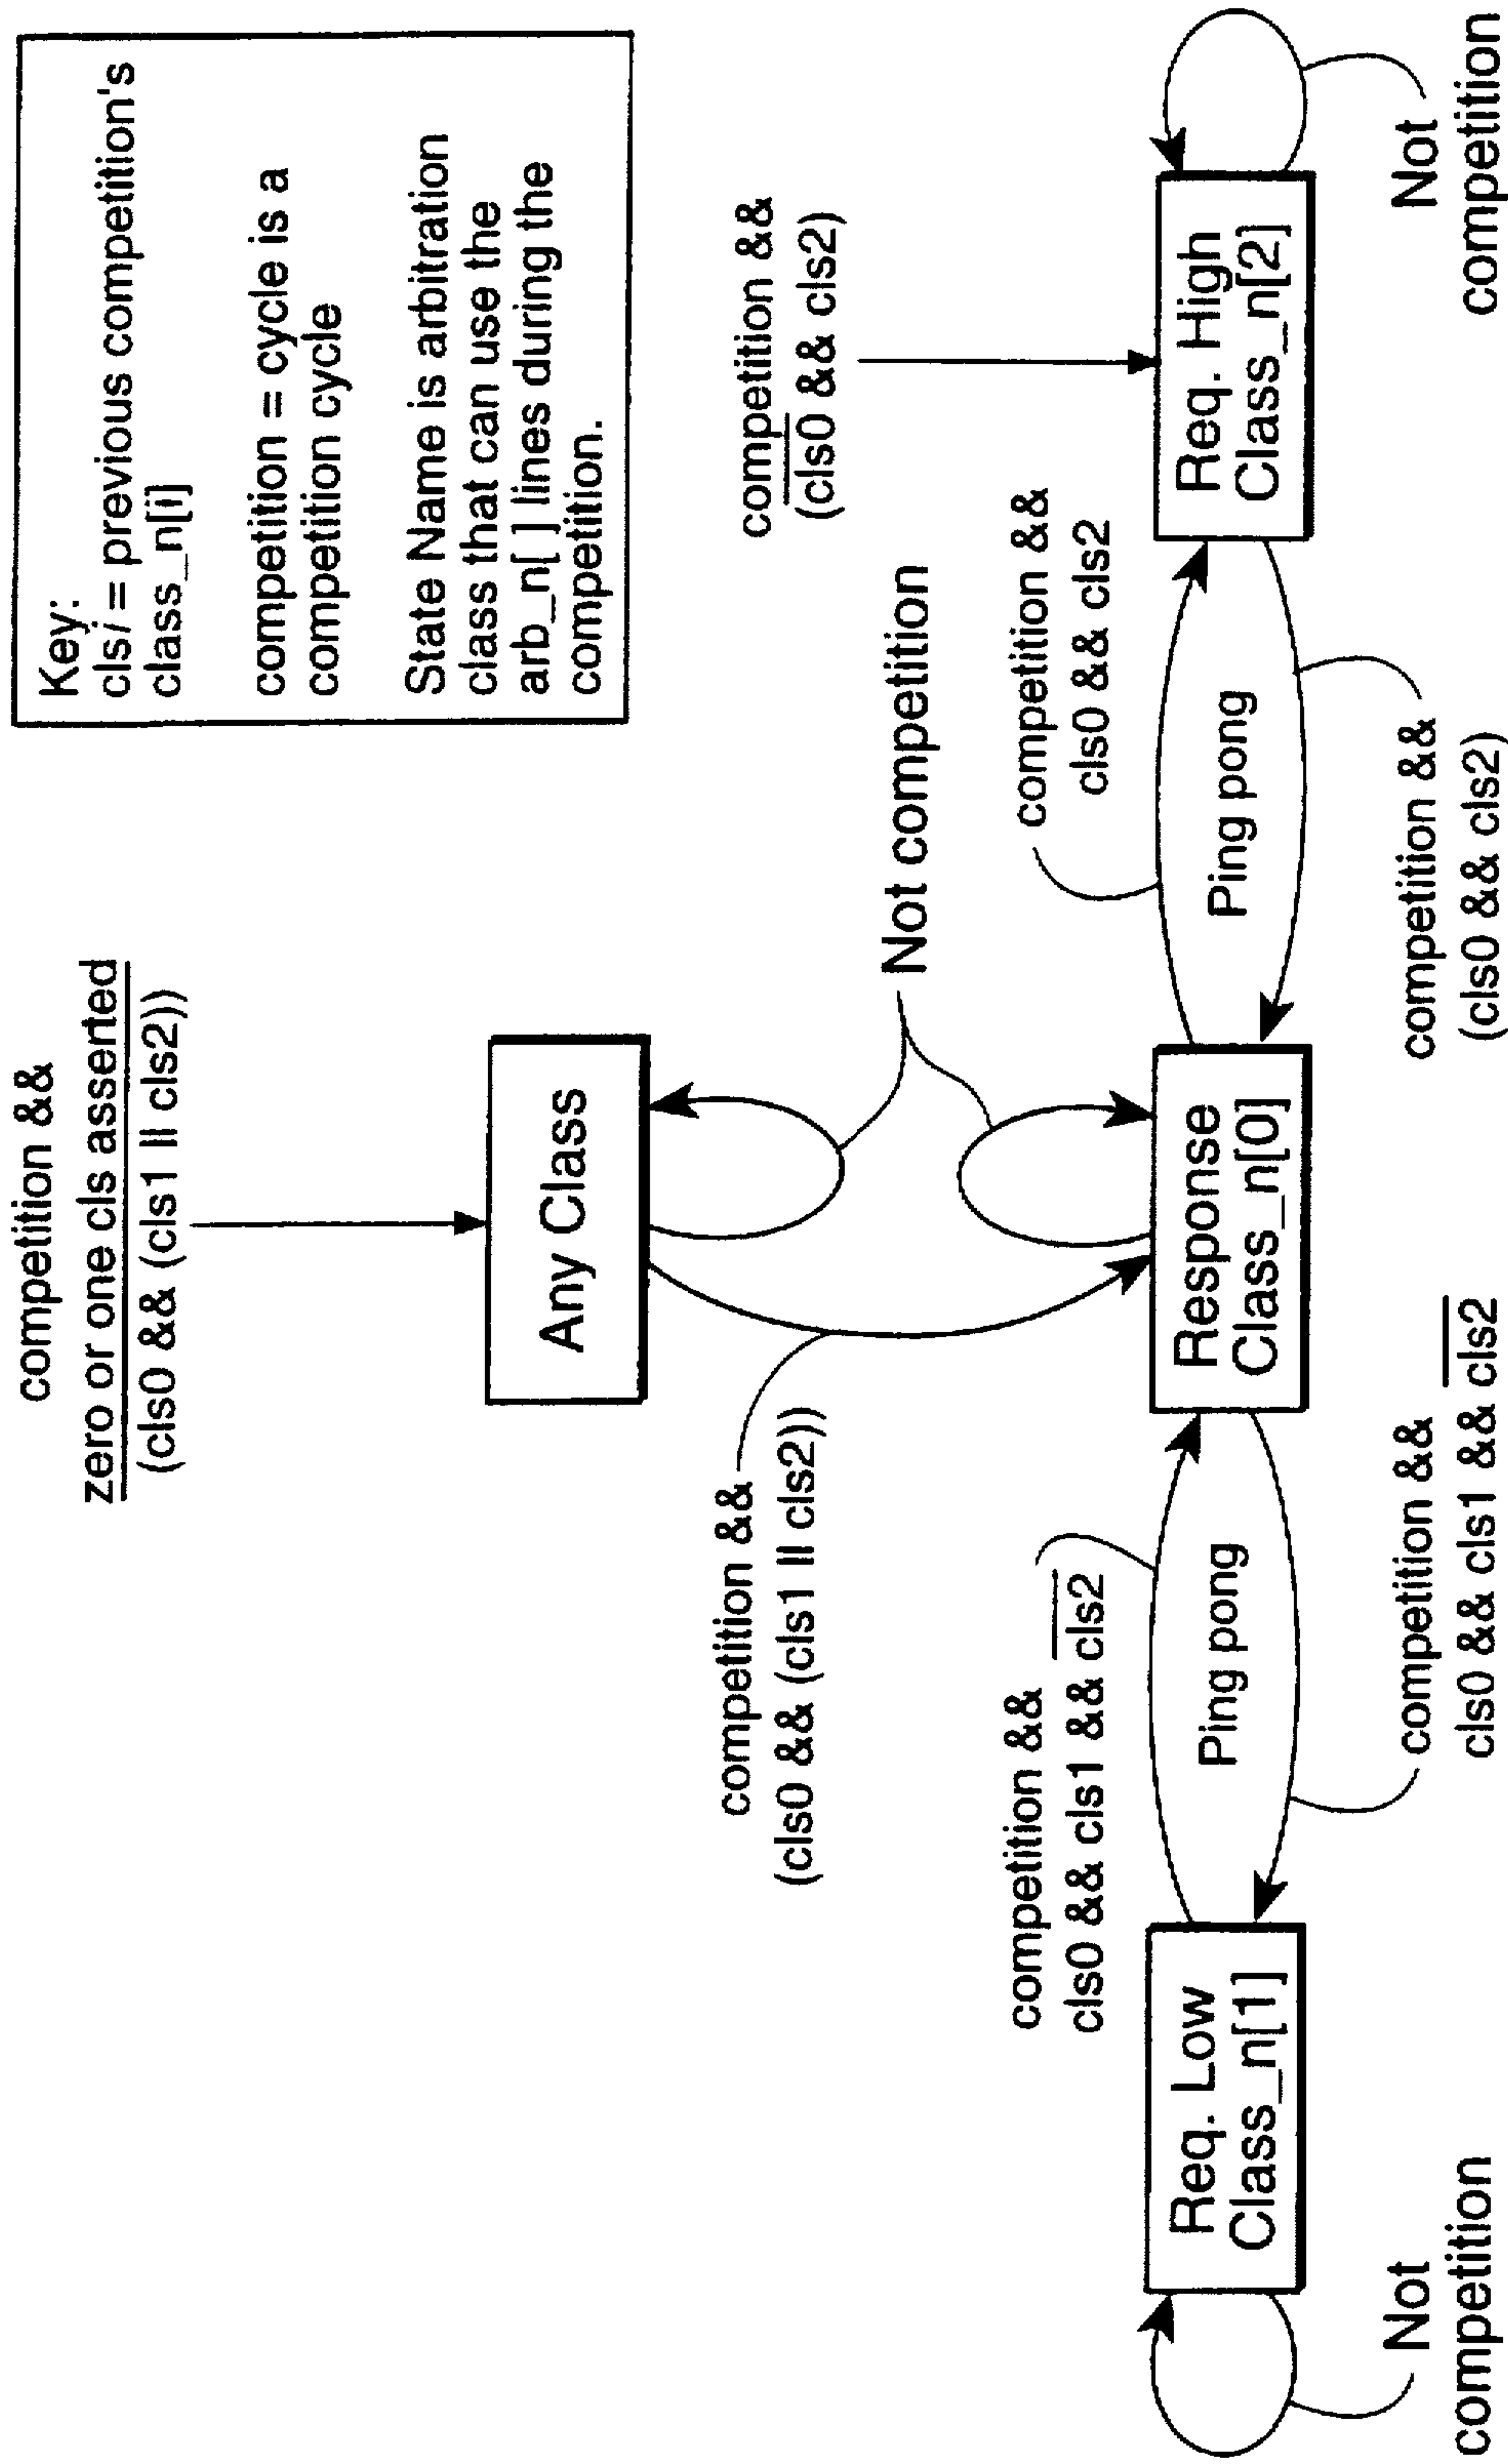 competition &&
zero or one cls asserted
(cls0 && (cls1 || cls2))
Key:
clsi = previous competition's
class_n[i]
competition = cycle is a
competition cycle
State Name is arbitration
class that can use the
arb_n[ ] lines during the
competition.
Any Class
Not competition
competition &&
(cls0 && (cls1 || cls2))
competition &&
(c̅l̅s̅0̅ && cls2)
competition &&
cls0 && cls1 && c̅l̅s̅2̅
competition &&
cls0 && cls2
Req. Low
Class_n[1]
Ping pong
Response
Class_n[0]
Ping pong
Req. High
Class_n[2]
Not
competition
competition &&
cls0 && cls1 && c̅l̅s̅2̅
competition &&
(cls0 && cls2)
Not
competition